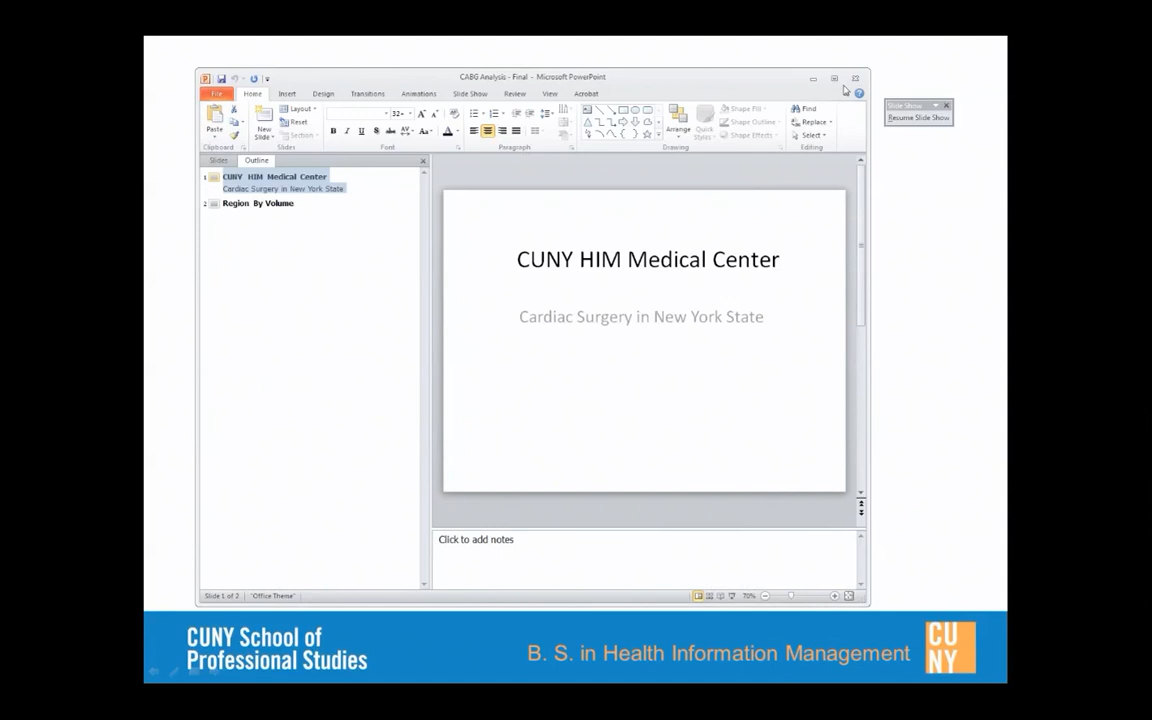 CABG Analysis - Final - Microsoft PowerPoint
File Home Insert Design Transitions Animations Slide Show Review View Acrobat
Slide Show
Resume Slide Show
Paste
Clipboard
New Slide
Layout
Reset
Section
Slides
32
Font
Paragraph
Arrange
Quick Styles
Shape Fill
Shape Outline
Shape Effects
Drawing
Find
Replace
Select
Editing
Slides Outline
1 CUNY HIM Medical Center
Cardiac Surgery in New York State
2 Region By Volume
CUNY HIM Medical Center
Cardiac Surgery in New York State
Click to add notes
Slide 1 of 2 "Office Theme" 70%
CUNY School of
Professional Studies
B. S. in Health Information Management
CU
NY